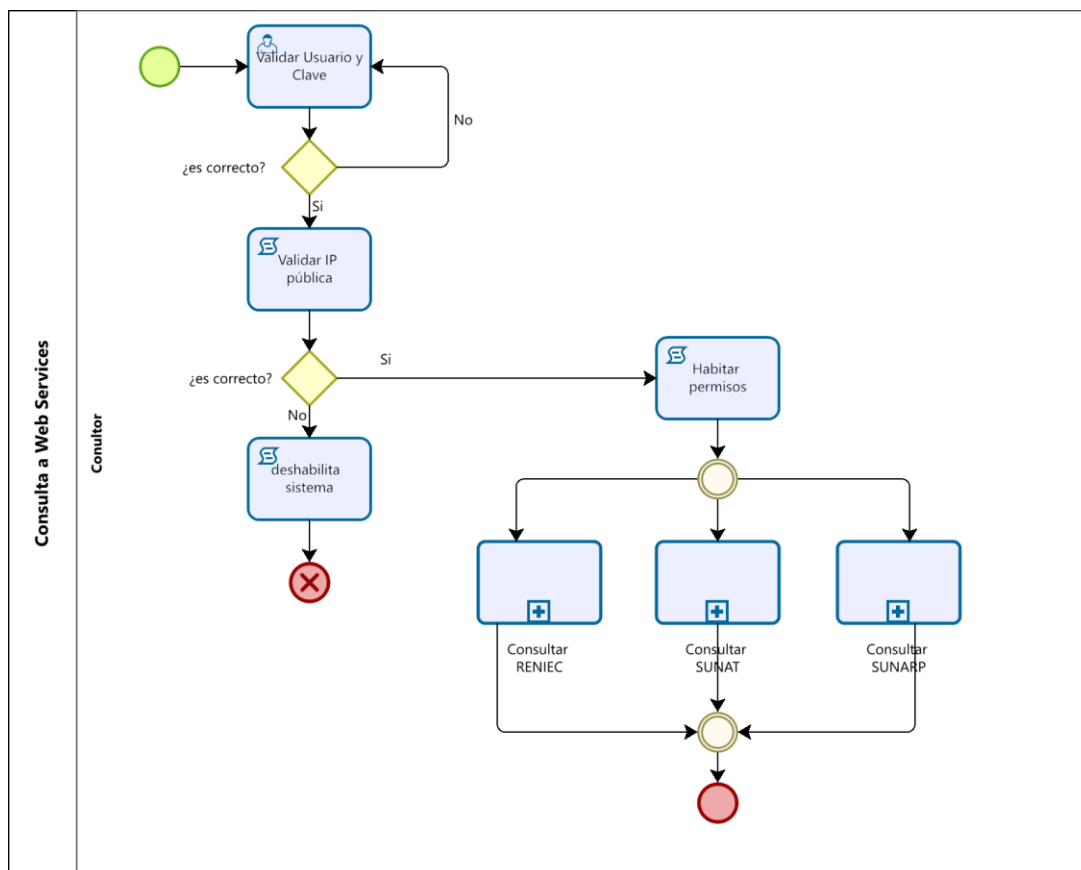 Consulta a Web Services
Conultor
Validar Usuario y
Clave
No
¿es correcto?
Si
Validar IP
pública
¿es correcto?
Si
No
Habitar
permisos
deshabilita
sistema
Consultar
RENIEC
Consultar
SUNAT
Consultar
SUNARP